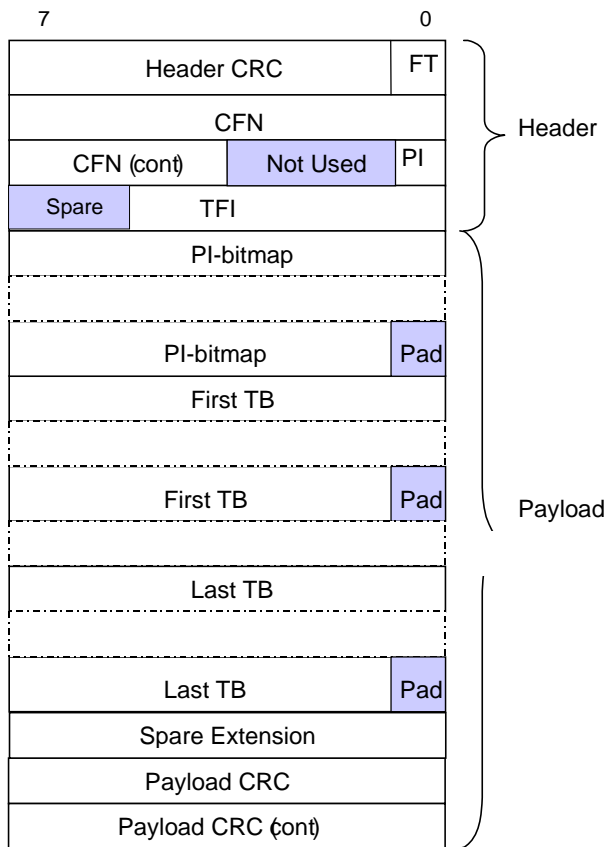 7 0
Header CRC FT
CFN
Header
CFN (cont) Not Used PI
Spare TFI
PI-bitmap
PI-bitmap Pad
First TB
First TB Pad
Payload
Last TB
Last TB Pad
Spare Extension
Payload CRC
Payload CRC (cont)